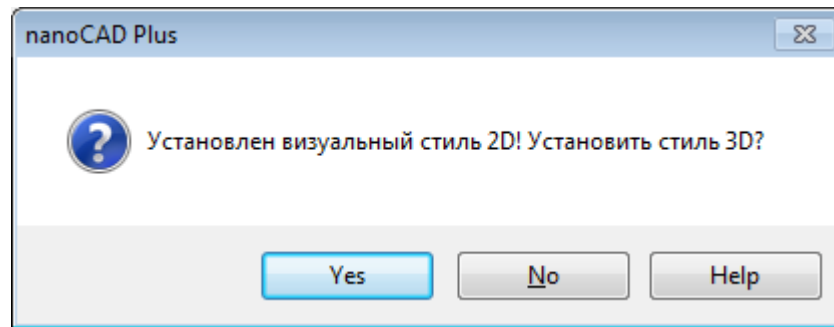 nanoCAD Plus
Установлен визуальный стиль 2D! Установить стиль 3D?
Yes No Help